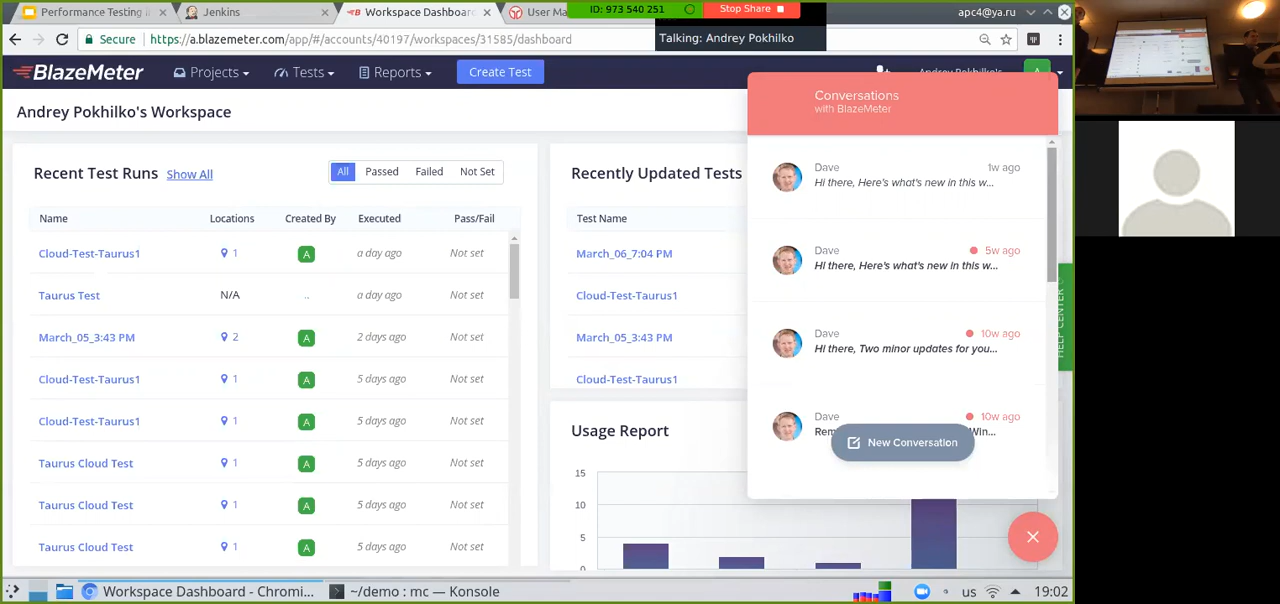 Performance Testing i
Jenkins
Workspace Dashboar
User Ma
ID: 973 540 251
Stop Share
apc4@ya.ru
Talking: Andrey Pokhilko
Secure
https://a.blazemeter.com/app/#/accounts/40197/workspaces/31585/dashboard
BlazeMeter
Projects
Tests
Reports
Create Test
Andrey Pokhilko's
A
Andrey Pokhilko's Workspace
Conversations
with BlazeMeter
Recent Test Runs
Show All
All
Passed
Failed
Not Set
Recently Updated Tests
Name
Locations
Created By
Executed
Pass/Fail
Test Name
Cloud-Test-Taurus1
1
A
a day ago
Not set
Taurus Test
N/A
..
a day ago
Not set
March_05_3:43 PM
2
A
2 days ago
Not set
Cloud-Test-Taurus1
1
A
5 days ago
Not set
Cloud-Test-Taurus1
1
A
5 days ago
Not set
Taurus Cloud Test
1
A
5 days ago
Not set
Taurus Cloud Test
1
A
5 days ago
Not set
Taurus Cloud Test
1
A
5 days ago
Not set
March_06_7:04 PM
Cloud-Test-Taurus1
March_05_3:43 PM
Cloud-Test-Taurus1
Dave
1w ago
Hi there, Here's what's new in this w...
Dave
5w ago
Hi there, Here's what's new in this w...
Dave
10w ago
Hi there, Two minor updates for you...
Dave
10w ago
New Conversation
HELP CENTER
Usage Report
15
10
5
0
Workspace Dashboard - Chromi...
~/demo : mc — Konsole
us
19:02